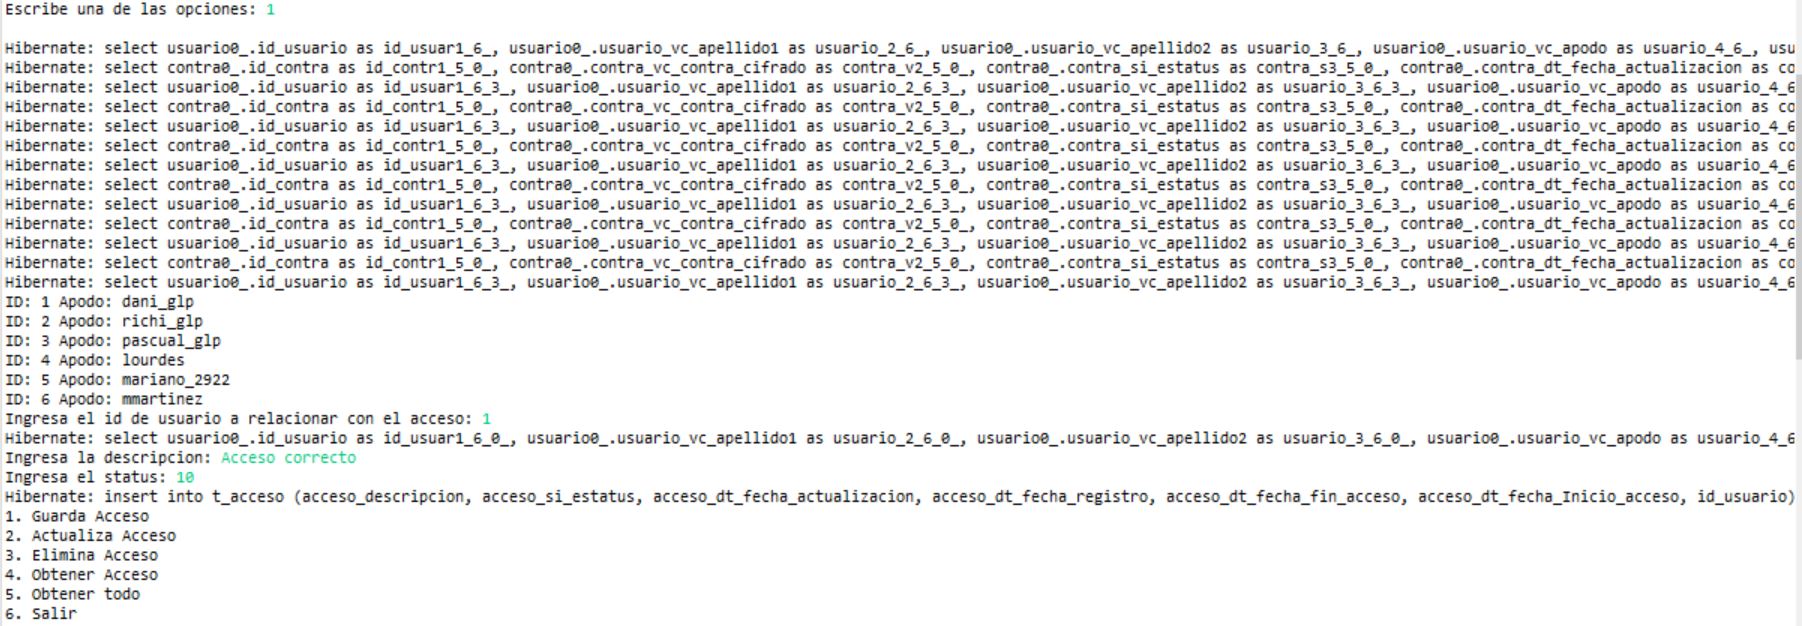 Escribe una de las opciones: 1
Hibernate: select usuario0_.id_usuario as id_usuar1_6_, usuario0_.usuario_vc_apellido1 as usuario_2_6_, usuario0_.usuario_vc_apellido2 as usuario_3_6_, usuario0_.usuario_vc_apodo as usuario_4_6_, usu
Hibernate: select contra0_.id_contra as id_contr1_5_0_, contra0_.contra_vc_contra_cifrado as contra_v2_5_0_, contra0_.contra_si_estatus as contra_s3_5_0_, contra0_.contra_dt_fecha_actualizacion as co
Hibernate: select usuario0_.id_usuario as id_usuar1_6_3_, usuario0_.usuario_vc_apellido1 as usuario_2_6_3_, usuario0_.usuario_vc_apellido2 as usuario_3_6_3_, usuario0_.usuario_vc_apodo as usuario_4_6
Hibernate: select contra0_.id_contra as id_contr1_5_0_, contra0_.contra_vc_contra_cifrado as contra_v2_5_0_, contra0_.contra_si_estatus as contra_s3_5_0_, contra0_.contra_dt_fecha_actualizacion as co
Hibernate: select usuario0_.id_usuario as id_usuar1_6_3_, usuario0_.usuario_vc_apellido1 as usuario_2_6_3_, usuario0_.usuario_vc_apellido2 as usuario_3_6_3_, usuario0_.usuario_vc_apodo as usuario_4_6
Hibernate: select contra0_.id_contra as id_contr1_5_0_, contra0_.contra_vc_contra_cifrado as contra_v2_5_0_, contra0_.contra_si_estatus as contra_s3_5_0_, contra0_.contra_dt_fecha_actualizacion as co
Hibernate: select usuario0_.id_usuario as id_usuar1_6_3_, usuario0_.usuario_vc_apellido1 as usuario_2_6_3_, usuario0_.usuario_vc_apellido2 as usuario_3_6_3_, usuario0_.usuario_vc_apodo as usuario_4_6
Hibernate: select contra0_.id_contra as id_contr1_5_0_, contra0_.contra_vc_contra_cifrado as contra_v2_5_0_, contra0_.contra_si_estatus as contra_s3_5_0_, contra0_.contra_dt_fecha_actualizacion as co
Hibernate: select usuario0_.id_usuario as id_usuar1_6_3_, usuario0_.usuario_vc_apellido1 as usuario_2_6_3_, usuario0_.usuario_vc_apellido2 as usuario_3_6_3_, usuario0_.usuario_vc_apodo as usuario_4_6
Hibernate: select contra0_.id_contra as id_contr1_5_0_, contra0_.contra_vc_contra_cifrado as contra_v2_5_0_, contra0_.contra_si_estatus as contra_s3_5_0_, contra0_.contra_dt_fecha_actualizacion as co
Hibernate: select usuario0_.id_usuario as id_usuar1_6_3_, usuario0_.usuario_vc_apellido1 as usuario_2_6_3_, usuario0_.usuario_vc_apellido2 as usuario_3_6_3_, usuario0_.usuario_vc_apodo as usuario_4_6
Hibernate: select contra0_.id_contra as id_contr1_5_0_, contra0_.contra_vc_contra_cifrado as contra_v2_5_0_, contra0_.contra_si_estatus as contra_s3_5_0_, contra0_.contra_dt_fecha_actualizacion as co
Hibernate: select usuario0_.id_usuario as id_usuar1_6_3_, usuario0_.usuario_vc_apellido1 as usuario_2_6_3_, usuario0_.usuario_vc_apellido2 as usuario_3_6_3_, usuario0_.usuario_vc_apodo as usuario_4_6
ID: 1 Apodo: dani_glp
ID: 2 Apodo: richi_glp
ID: 3 Apodo: pascual_glp
ID: 4 Apodo: lourdes
ID: 5 Apodo: mariano_2922
ID: 6 Apodo: mmartinez
Ingresa el id de usuario a relacionar con el acceso: 1
Hibernate: select usuario0_.id_usuario as id_usuar1_6_0_, usuario0_.usuario_vc_apellido1 as usuario_2_6_0_, usuario0_.usuario_vc_apellido2 as usuario_3_6_0_, usuario0_.usuario_vc_apodo as usuario_4_6
Ingresa la descripcion: Acceso correcto
Ingresa el status: 10
Hibernate: insert into t_acceso (acceso_descripcion, acceso_si_estatus, acceso_dt_fecha_actualizacion, acceso_dt_fecha_registro, acceso_dt_fecha_fin_acceso, acceso_dt_fecha_Inicio_acceso, id_usuario)
1. Guarda Acceso
2. Actualiza Acceso
3. Elimina Acceso
4. Obtener Acceso
5. Obtener todo
6. Salir